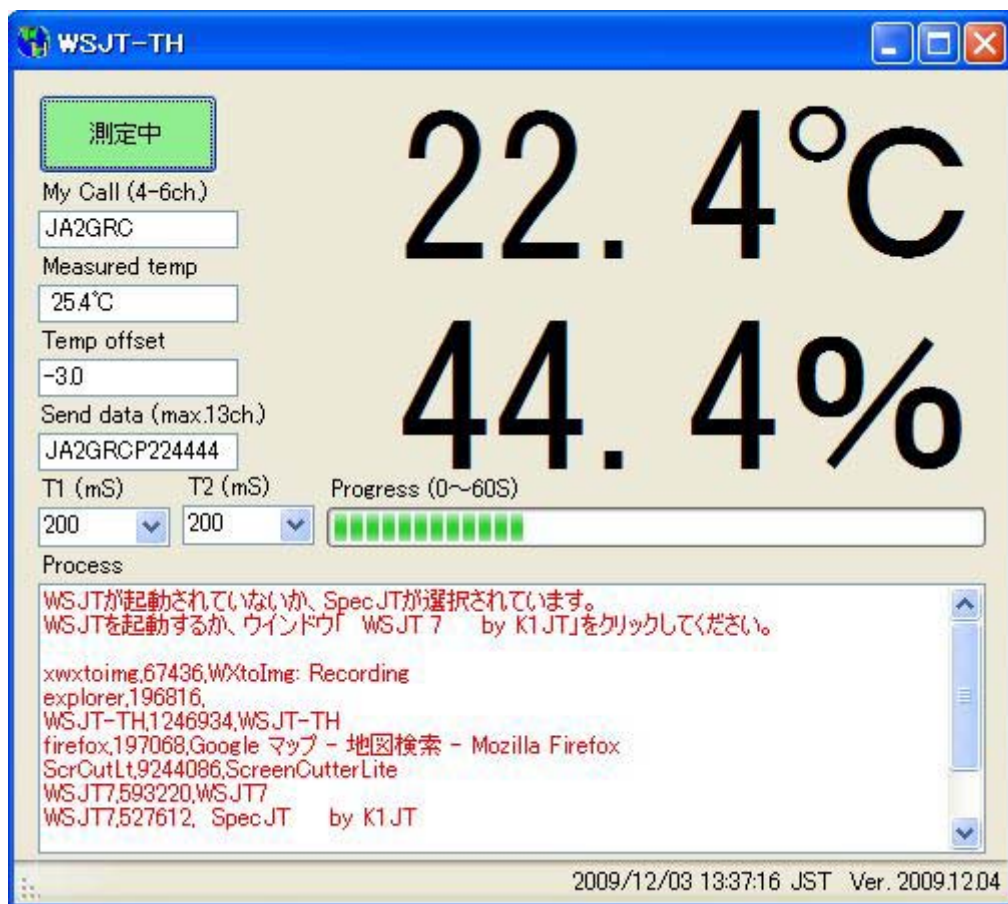 WSJT-TH
測定中
22.4℃
My Call (4-6ch.)
JA2GRC
Measured temp
25.4℃
Temp offset
-3.0
44.4%
Send data (max.13ch.)
JA2GRCP224444
T1 (mS) T2 (mS) Progress (0～60S)
200 200
Process
WSJTが起動されていないか、SpecJTが選択されています。
WSJTを起動するか、ウインドウ「 WSJT 7 by K1JT」をクリックしてください。
xwxtoimg,67436,WXtoImg: Recording
explorer,196816,
WSJT-TH,1246934,WSJT-TH
firefox,197068,Google マップ - 地図検索 - Mozilla Firefox
ScrCutLt,9244086,ScreenCutterLite
WSJT7,593220,WSJT7
WSJT7,527612, SpecJT by K1JT
2009/12/03 13:37:16 JST Ver. 2009.12.04